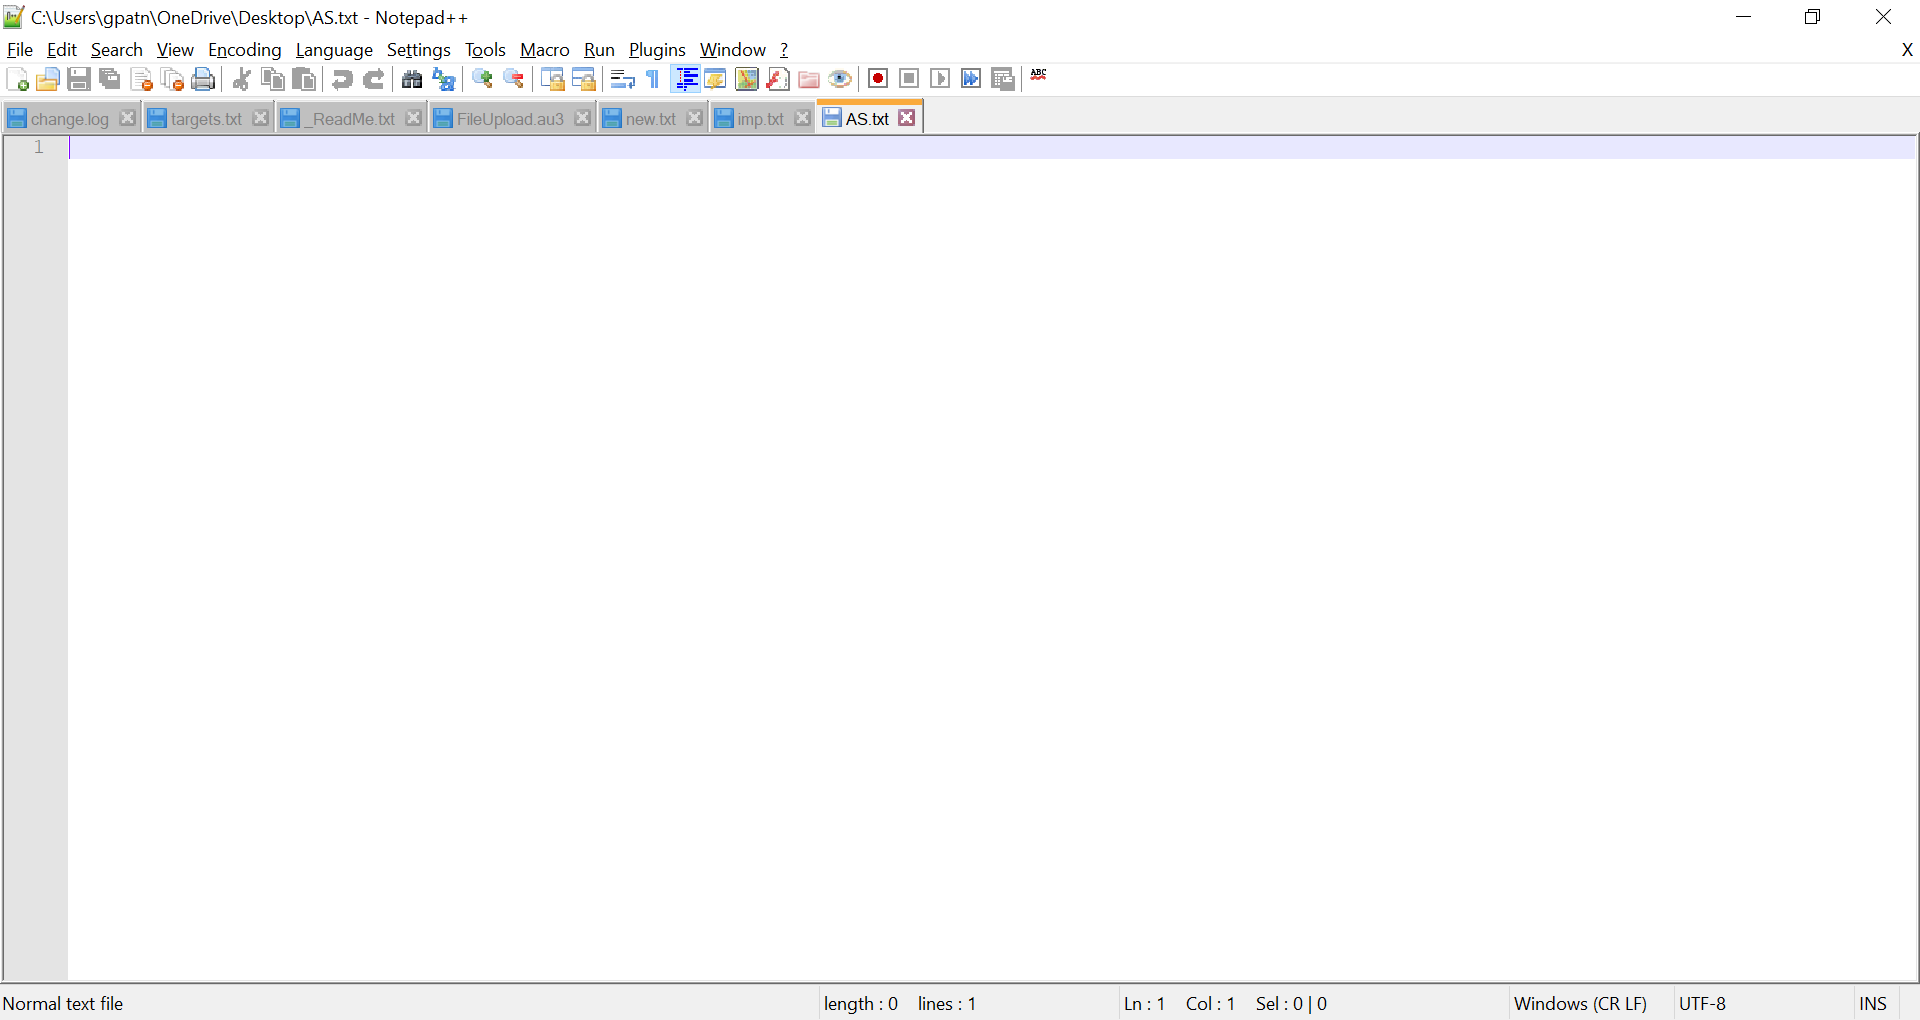 C:\Users\gpatn\OneDrive\Desktop\AS.txt - Notepad++
File Edit Search View Encoding Language Settings Tools Macro Run Plugins Window ? X
ABC
change.log targets.txt _ReadMe.txt FileUpload.au3 new.txt imp.txt AS.txt
1
Normal text file length : 0 lines : 1 Ln : 1 Col : 1 Sel : 0 | 0 Windows (CR LF) UTF-8 INS